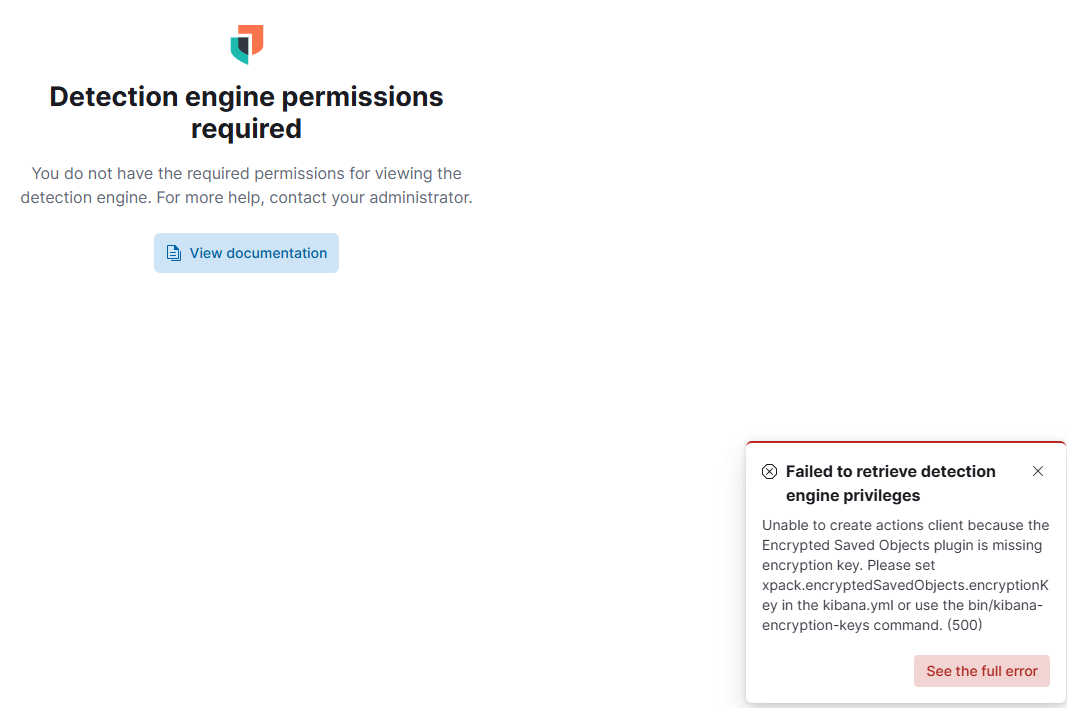 Detection engine permissions
required
You do not have the required permissions for viewing the
detection engine. For more help, contact your administrator.
View documentation
Failed to retrieve detection
engine privileges
Unable to create actions client because the
Encrypted Saved Objects plugin is missing
encryption key. Please set
xpack.encryptedSavedObjects.encryptionK
ey in the kibana.yml or use the bin/kibana-
encryption-keys command. (500)
See the full error